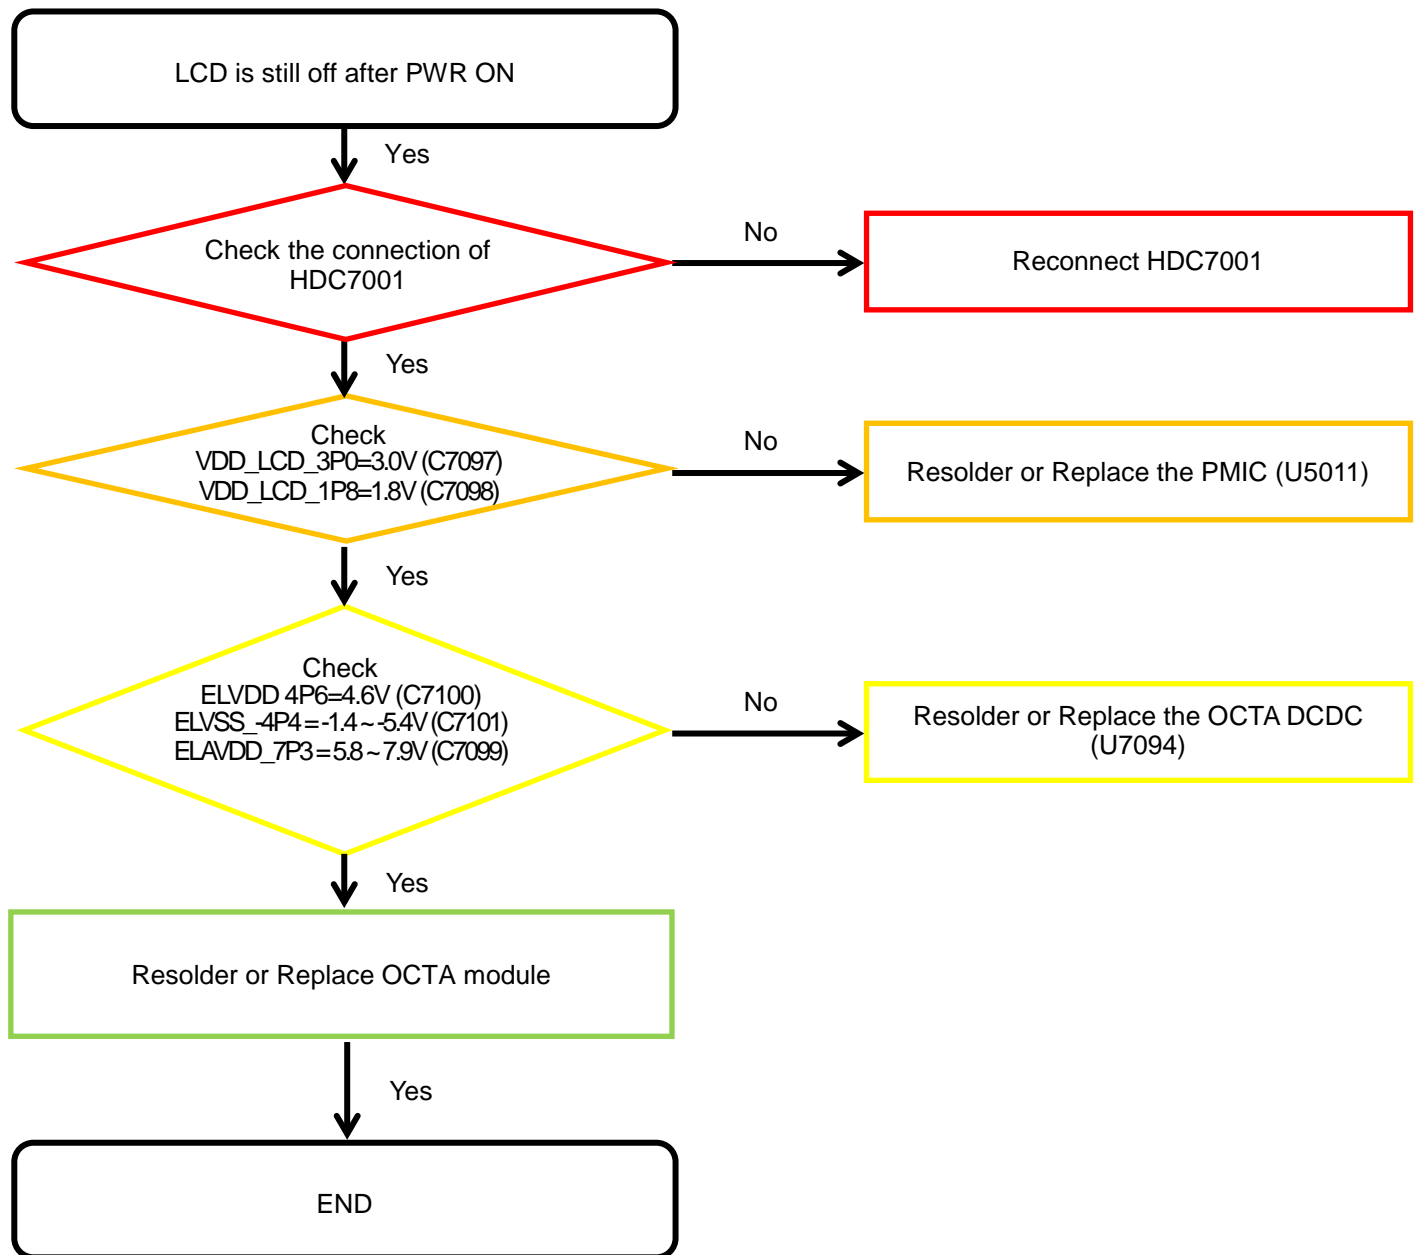 LCD is still off after PWR ON
Yes
Check the connection of
HDC7001
No
Reconnect HDC7001
Yes
Check
VDD_LCD_3P0=3.0V (C7097)
VDD_LCD_1P8=1.8V (C7098)
No
Resolder or Replace the PMIC (U5011)
Yes
Check
ELVDD 4P6=4.6V (C7100)
ELVSS_-4P4 = -1.4 ~ -5.4V (C7101)
ELAVDD_7P3 = 5.8 ~ 7.9V (C7099)
No
Resolder or Replace the OCTA DCDC
(U7094)
Yes
Resolder or Replace OCTA module
Yes
END